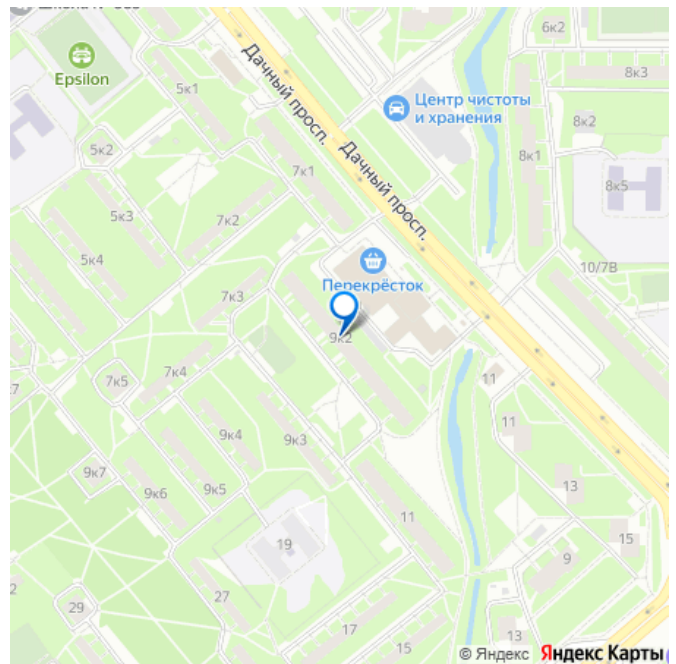 6к2
Epsilon
5к1
Дачный просп.
8к3
Центр чистоты
и хранения
8к2
5к2
8к1
7к1
Дачный просп.
8к5
5к3
7к2
5к4
10/7В
Перекрёсток
7к3
9к2
7к4
7к5
11
11
9к4
9к3
9к7
9к6
9к5
13
11
15
19
9
27
29
17
15
13
© Яндекс Яндекс Карты